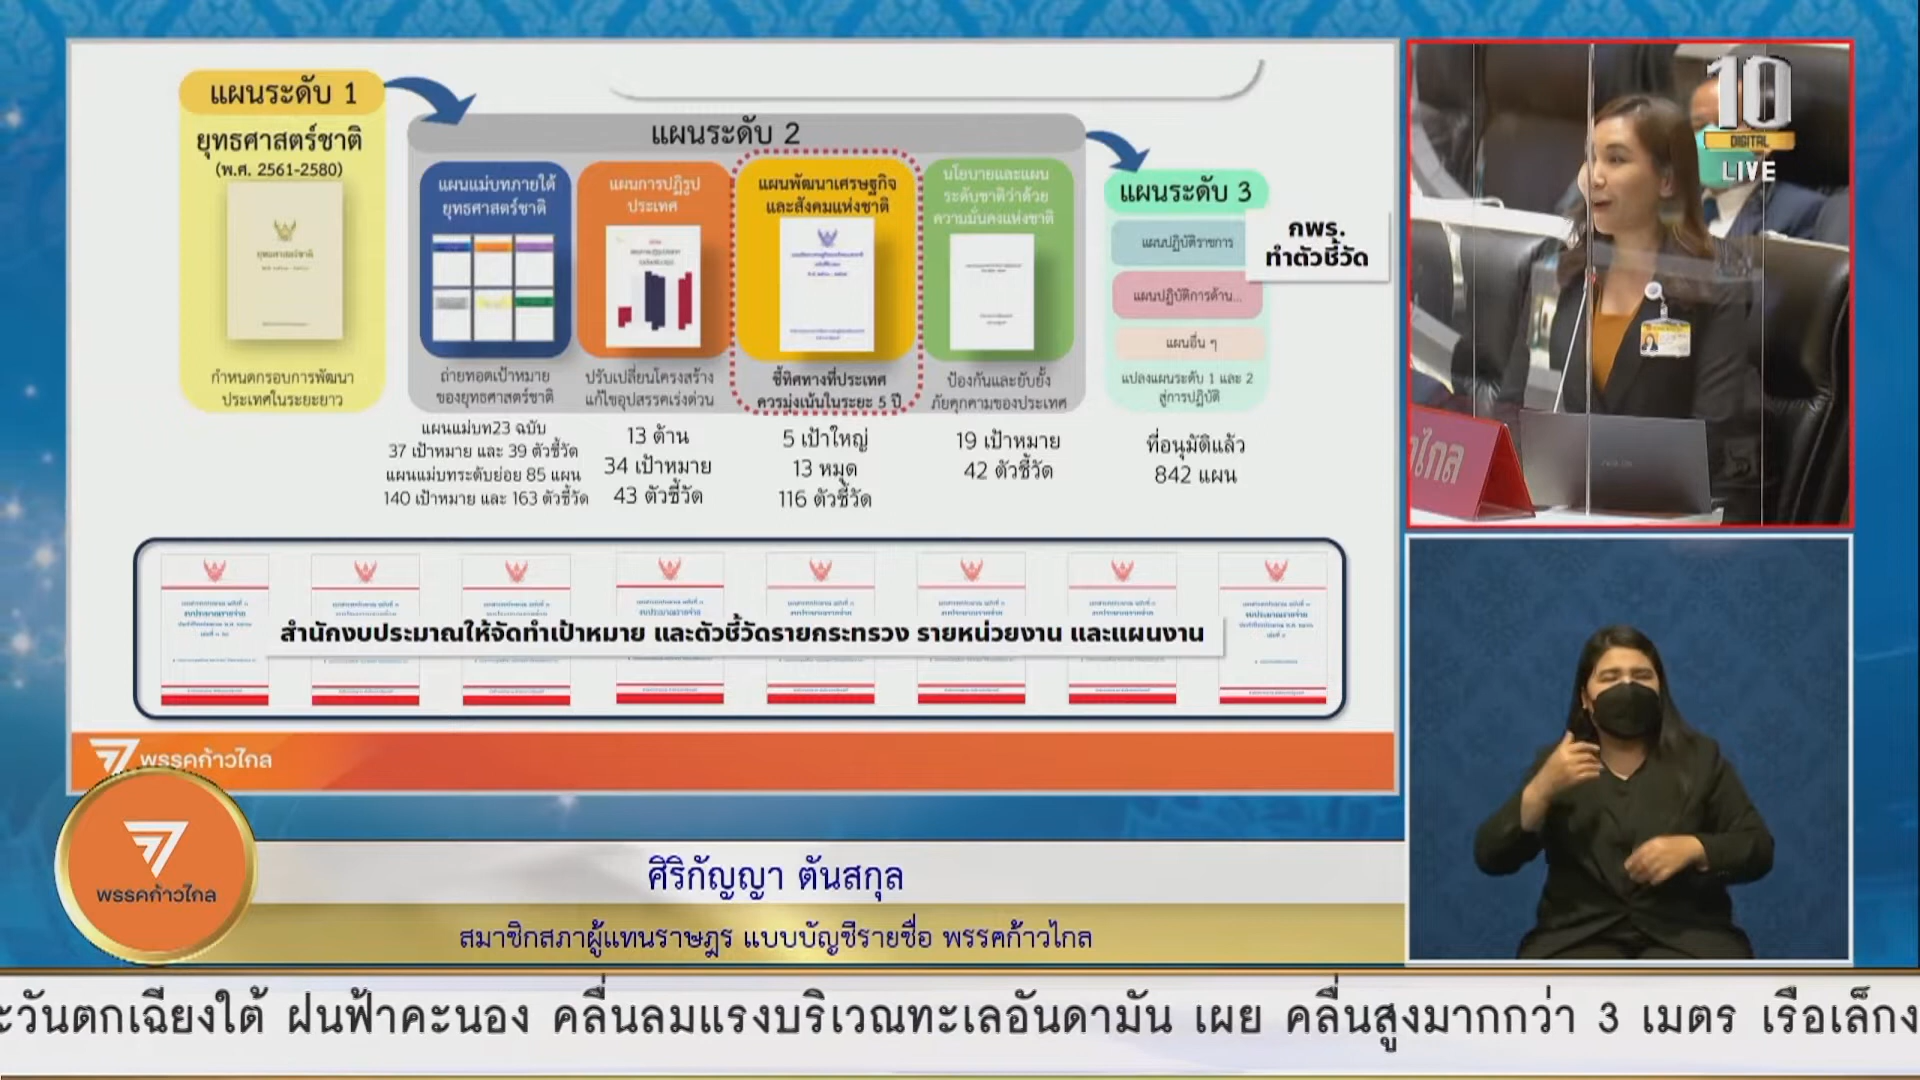 แผนระดับ 1
ยุทธศาสตร์ชาติ
(พ.ศ. 2561-2580)
ยุทธศาสตร์ชาติ
กำหนดกรอบการพัฒนา
ประเทศในระยะยาว
แผนระดับ 2
แผนแม่บทภายใต้
ยุทธศาสตร์ชาติ
ถ่ายทอดเป้าหมาย
ของยุทธศาสตร์ชาติ
แผนแม่บท23 ฉบับ
37 เป้าหมาย และ 39 ตัวชี้วัด
แผนแม่บทระดับย่อย 85 แผน
140 เป้าหมาย และ 163 ตัวชี้วัด
แผนการปฏิรูป
ประเทศ
ปรับเปลี่ยนโครงสร้าง
แก้ไขอุปสรรคเร่งด่วน
13 ด้าน
34 เป้าหมาย
43 ตัวชี้วัด
แผนพัฒนาเศรษฐกิจ
และสังคมแห่งชาติ
ชี้ทิศทางที่ประเทศ
ควรมุ่งเน้นในระยะ 5 ปี
5 เป้าใหญ่
13 หมุด
116 ตัวชี้วัด
นโยบายและแผน
ระดับชาติว่าด้วย
ความมั่นคงแห่งชาติ
ป้องกันและยับยั้ง
ภัยคุกคามของประเทศ
19 เป้าหมาย
42 ตัวชี้วัด
แผนระดับ 3
แผนปฏิบัติราชการ
แผนปฏิบัติการด้าน...
แผนอื่น ๆ
แปลงแผนระดับ 1 และ 2
สู่การปฏิบัติ
ที่อนุมัติแล้ว
842 แผน
กพร.
ทำตัวชี้วัด
สำนักงบประมาณให้จัดทำเป้าหมาย และตัวชี้วัดรายกระทรวง รายหน่วยงาน และแผนงาน
พรรคก้าวไกล
10
DIGITAL
LIVE
พรรคก้าวไกล
ศิริกัญญา ตันสกุล
สมาชิกสภาผู้แทนราษฎร แบบบัญชีรายชื่อ พรรคก้าวไกล
ะวันตกเฉียงใต้ ฝนฟ้าคะนอง คลื่นลมแรงบริเวณทะเลอันดามัน เผย คลื่นสูงมากกว่า 3 เมตร เรือเล็กง